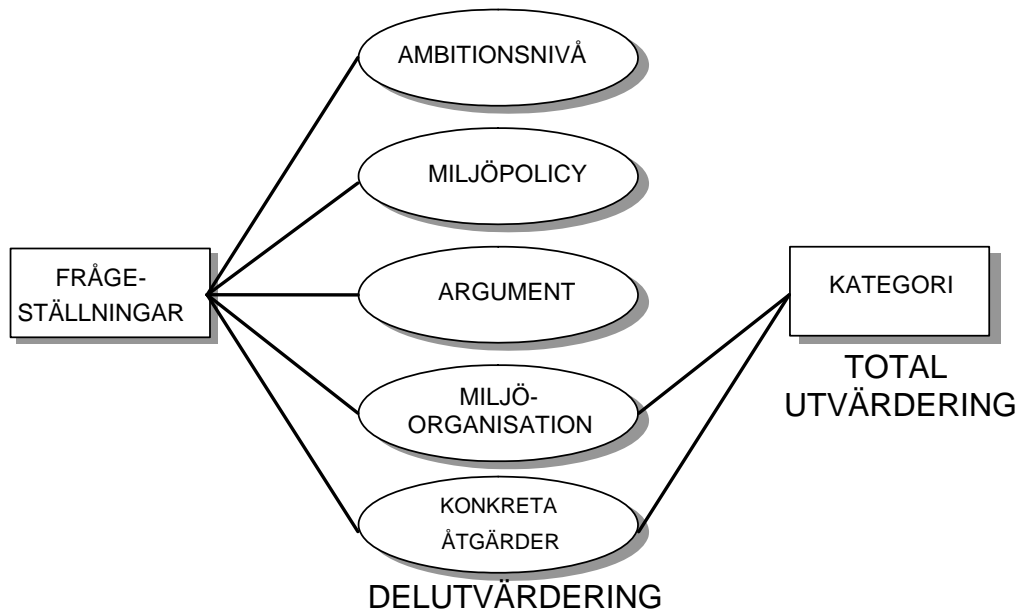 AMBITIONSNIVÅ
MILJÖPOLICY
FRÅGE-
STÄLLNINGAR
ARGUMENT
KATEGORI
TOTAL
UTVÄRDERING
MILJÖ-
ORGANISATION
KONKRETA
ÅTGÄRDER
DELUTVÄRDERING